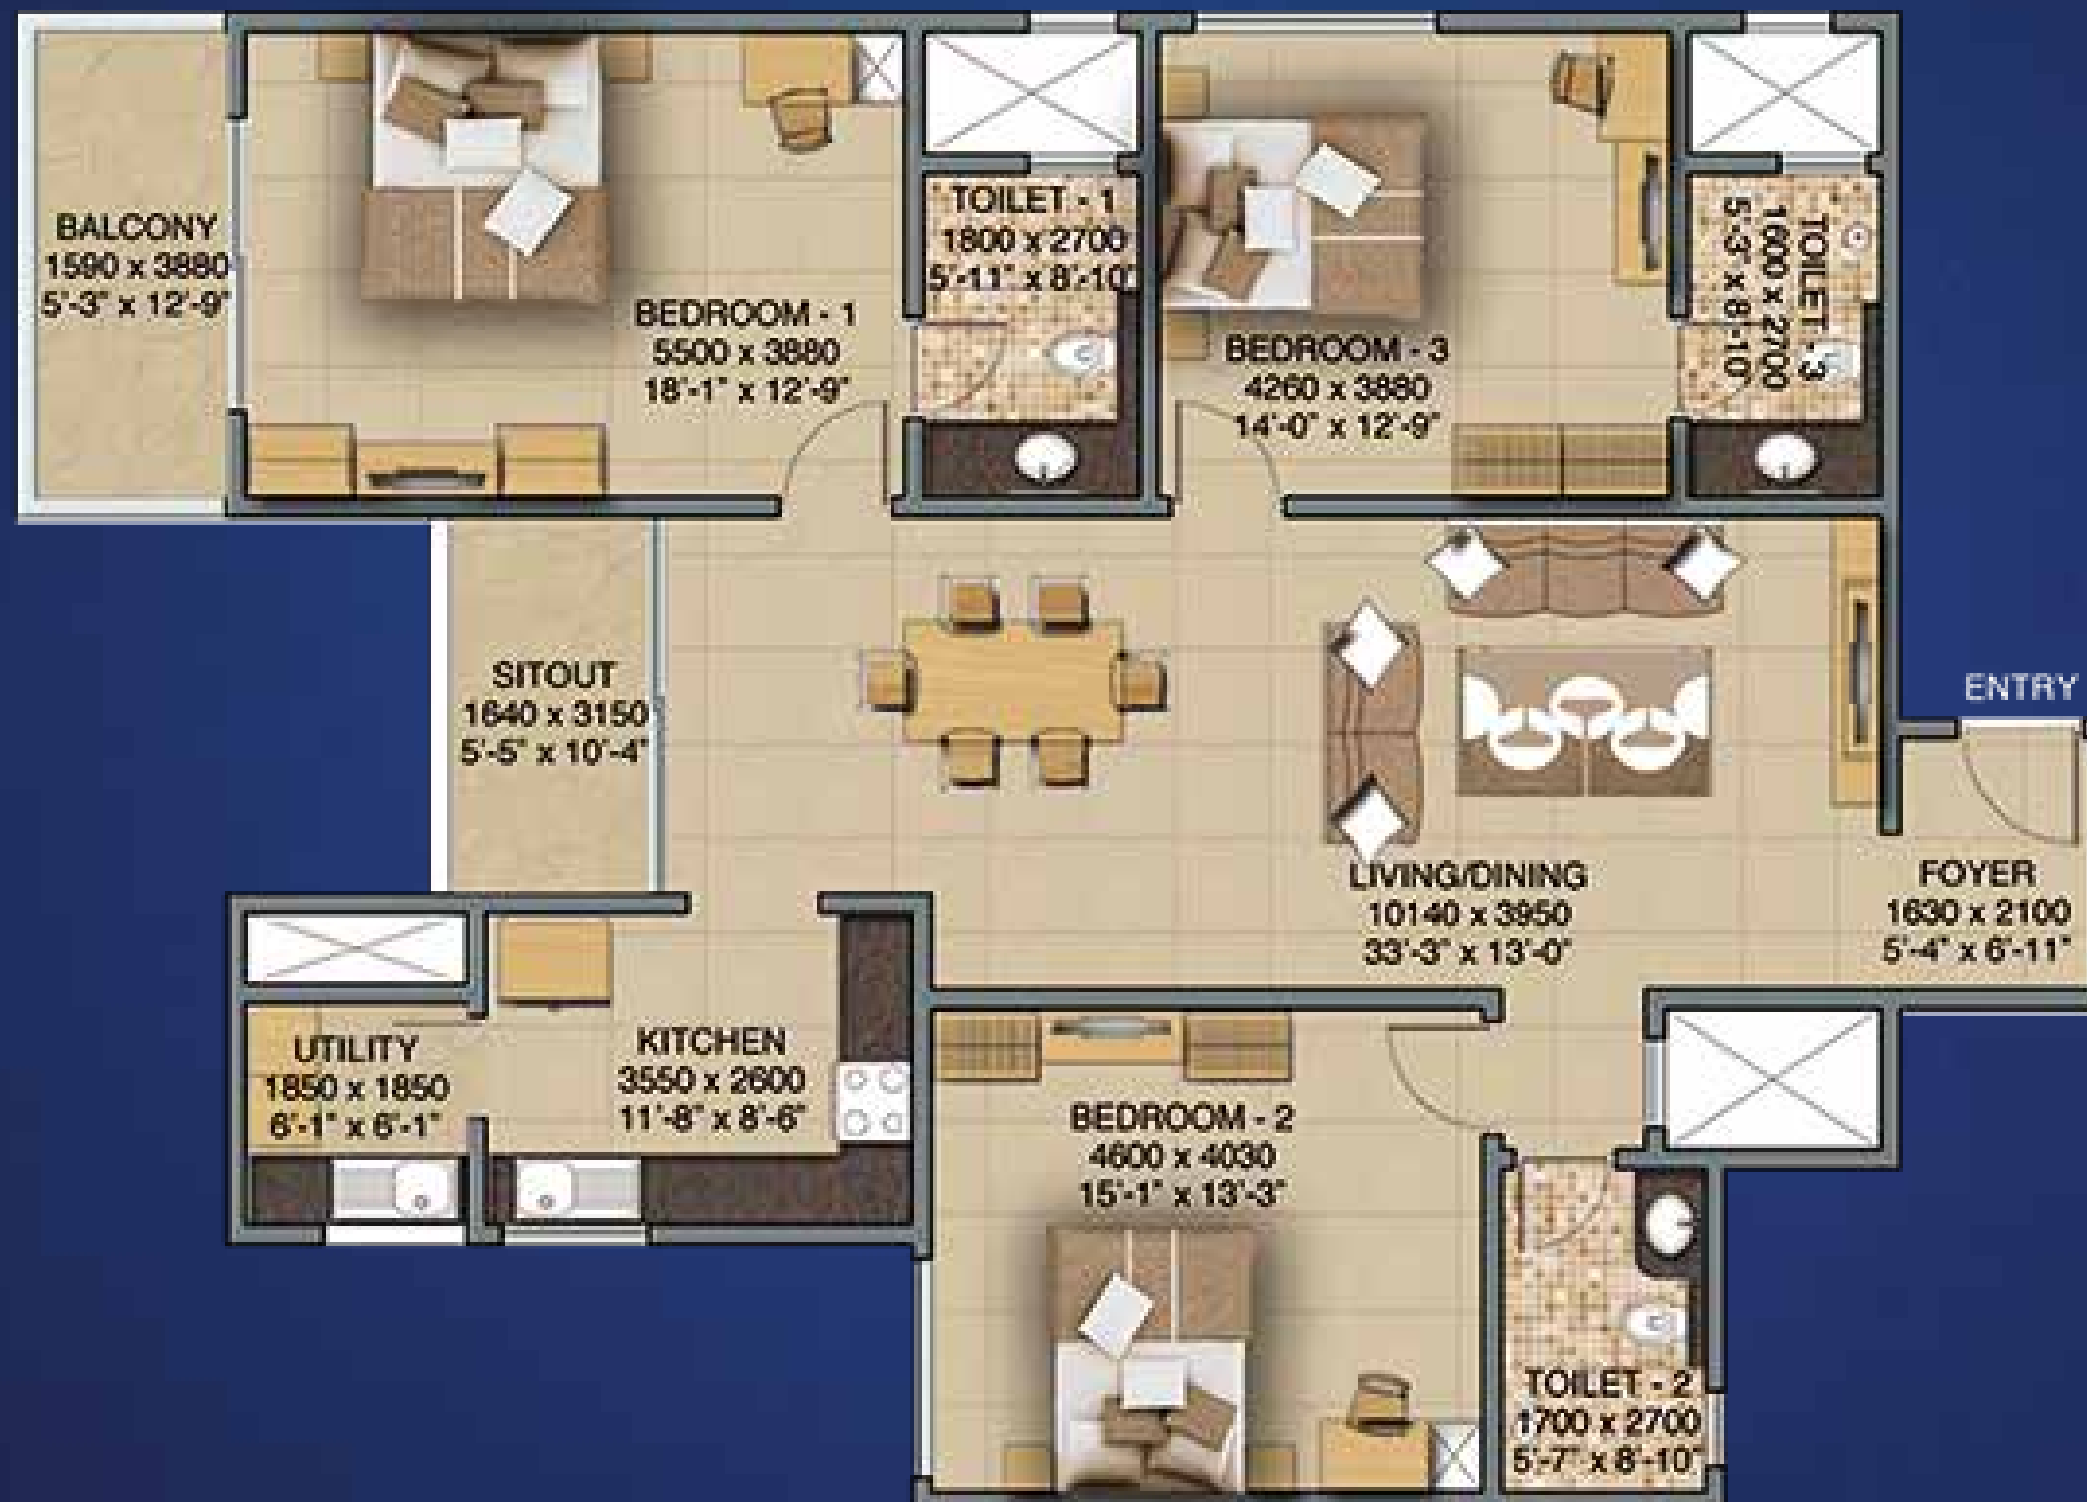 BALCONY
1590 x 3880
5'-3" x 12'-9"
BEDROOM - 1
5500 x 3880
18'-1" x 12'-9"
TOILET - 1
1800 x 2700
5'-11" x 8'-10"
BEDROOM - 3
4260 x 3880
14'-0" x 12'-9"
TOILET - 3
1600 x 2700
5'-3" x 8'-10"
SITOUT
1640 x 3150
5'-5" x 10'-4"
ENTRY
LIVING/DINING
10140 x 3950
33'-3" x 13'-0"
FOYER
1630 x 2100
5'-4" x 6'-11"
UTILITY
1850 x 1850
6'-1" x 6'-1"
KITCHEN
3550 x 2600
11'-8" x 8'-6"
BEDROOM - 2
4600 x 4030
15'-1" x 13'-3"
TOILET - 2
1700 x 2700
5'-7" x 8'-10"